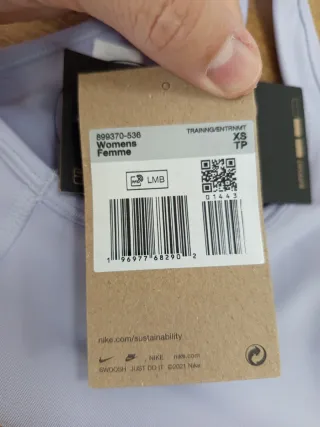 899370-536
TRAINING/ENTRNMT
Womens
Femme
XS
TP
LMB
01443
1 96977 68290 2
nike.com/sustainability
NIKE nike.com
SWOOSH JUST DO IT ©2021 Nike